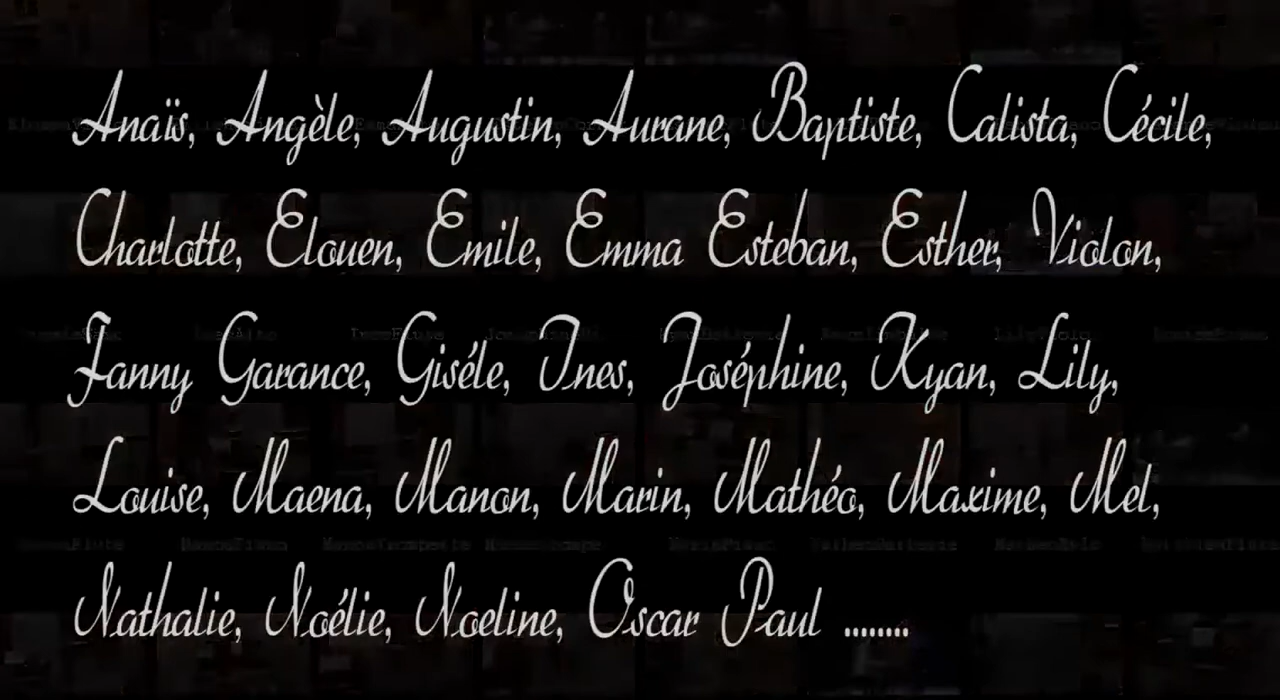 Anaïs, Angèle, Augustin, Aurane, Baptiste, Calista, Cécile,
Charlotte, Elouen, Emile, Emma Esteban, Esther, Violon,
Fanny Garance, Giséle, Ines, Joséphine, Kyan, Lily,
Louise, Maena, Manon, Marin, Mathéo, Maxime, Mel,
Nathalie, Noélie, Noeline, Oscar Paul ........